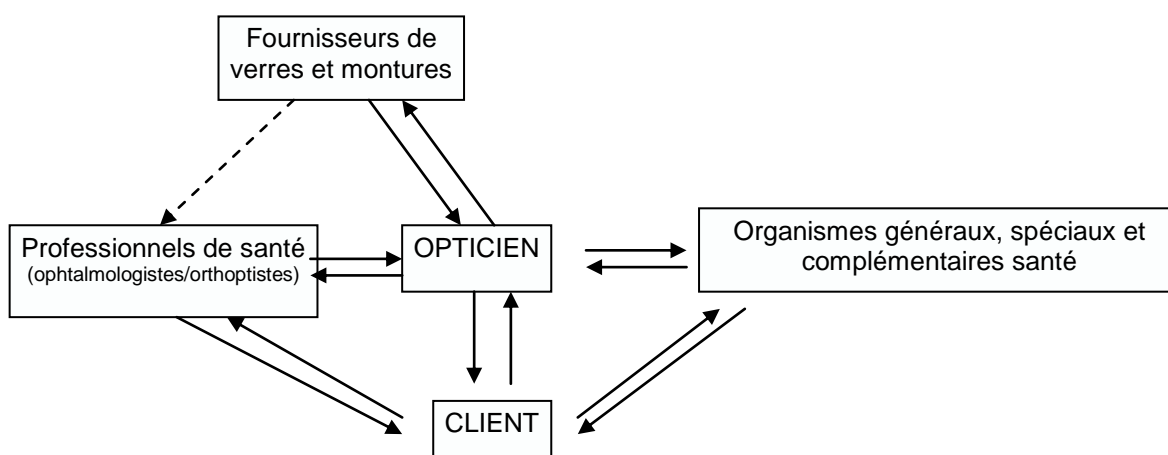 Fournisseurs de
verres et montures
Professionnels de santé
(ophtalmologistes/orthoptistes)
OPTICIEN
Organismes généraux, spéciaux et
complémentaires santé
CLIENT